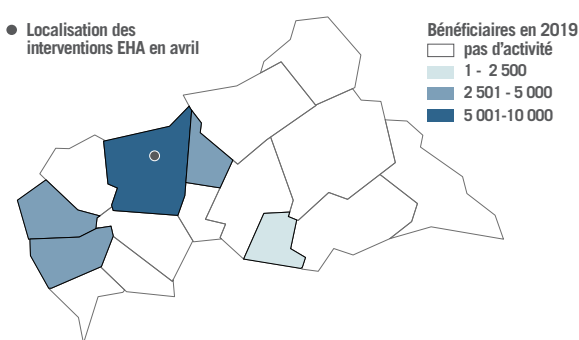 Localisation des
interventions EHA en avril
Bénéficiaires en 2019
pas d'activité
1 - 2 500
2 501 - 5 000
5 001-10 000